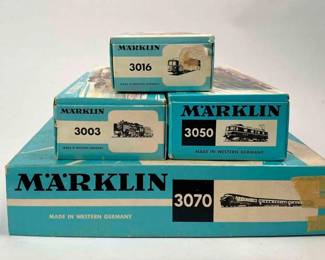 MÄRKLIN
3016
MÄRKLIN
3003
MÄRKLIN
3050
MADE IN WESTERN GERMANY
MÄRKLIN
3070
MADE IN WESTERN GERMANY